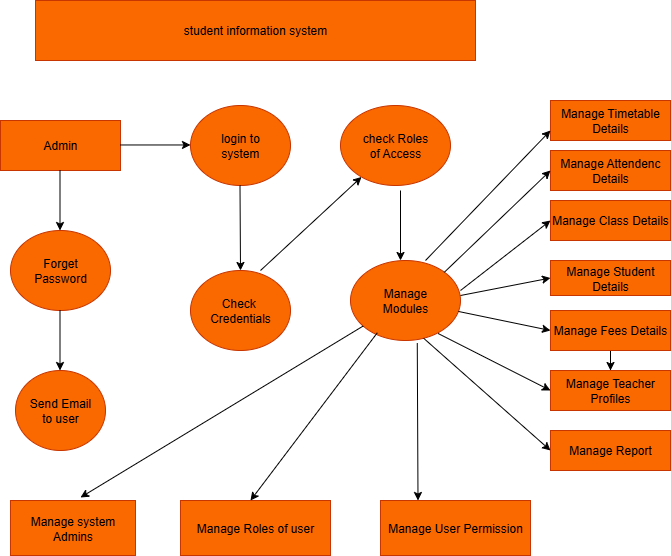 student information system
Admin
login to
system
check Roles
of Access
Manage Timetable
Details
Manage Attendenc
Details
Manage Class Details
Manage Student
Details
Manage Fees Details
Manage Teacher
Profiles
Manage Report
Forget
Password
Check
Credentials
Manage
Modules
Send Email
to user
Manage system
Admins
Manage Roles of user
Manage User Permission